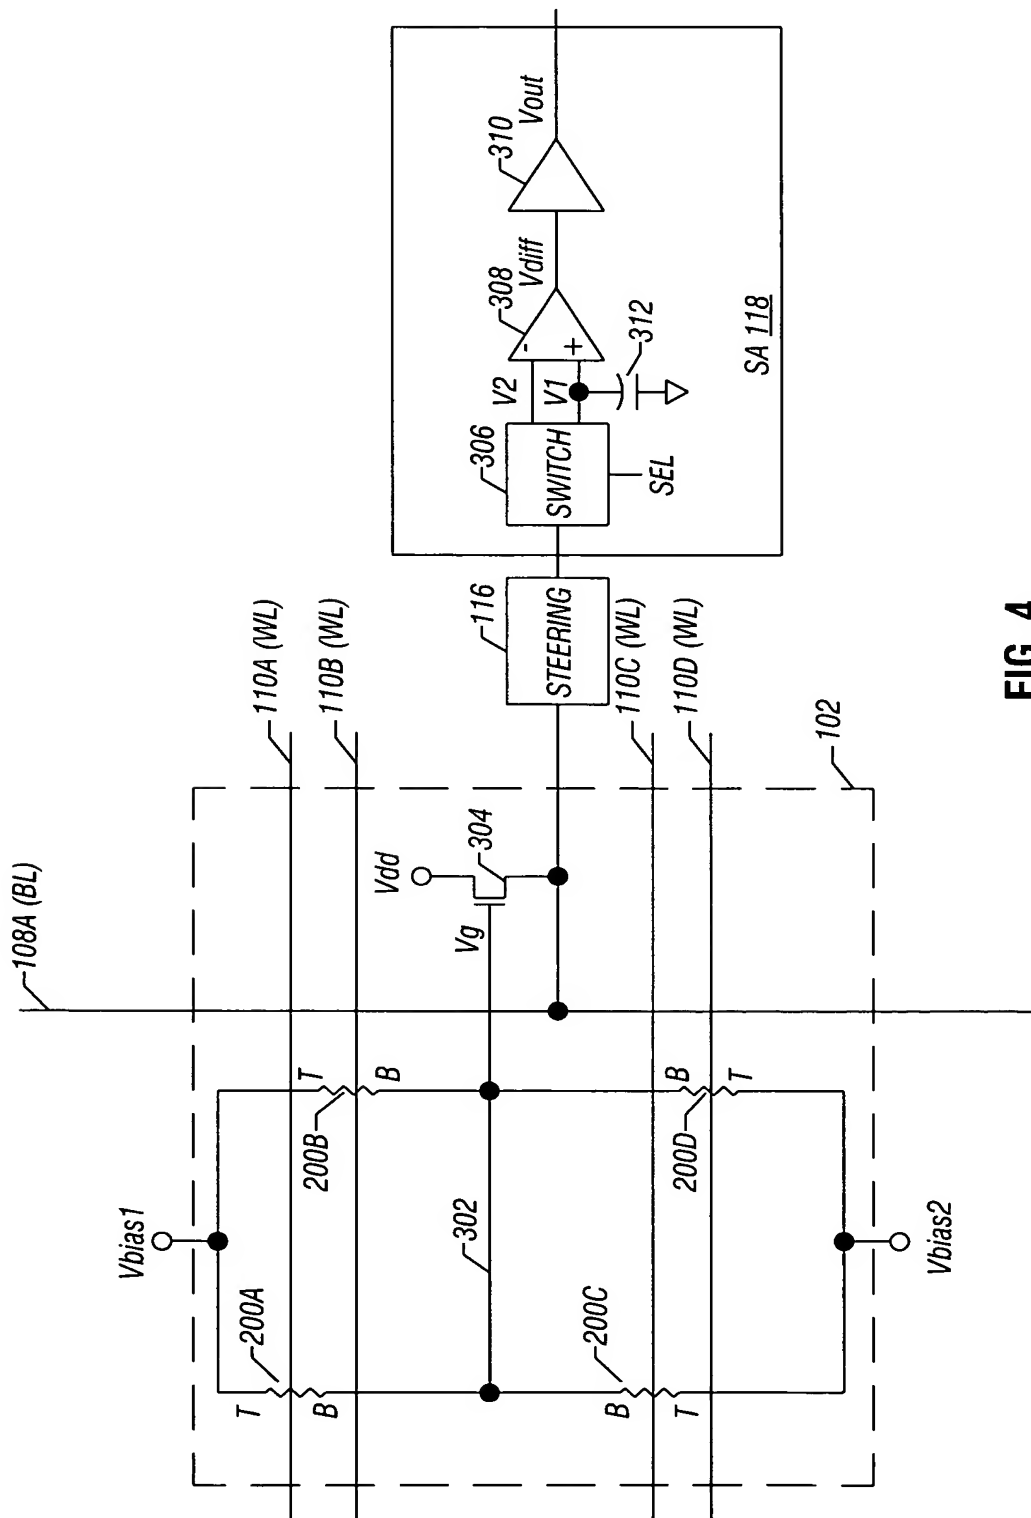 108A (BL)
110A (WL)
110B (WL)
Vbias1
200A
T
B
T
B
200B
302
Vdd
Vg
304
B
T
200C
B
T
200D
Vbias2
110C (WL)
110D (WL)
102
116
STEERING
306
SWITCH
SEL
V2
V1
-
+
308
Vdiff
312
310
Vout
SA 118
FIG. 4